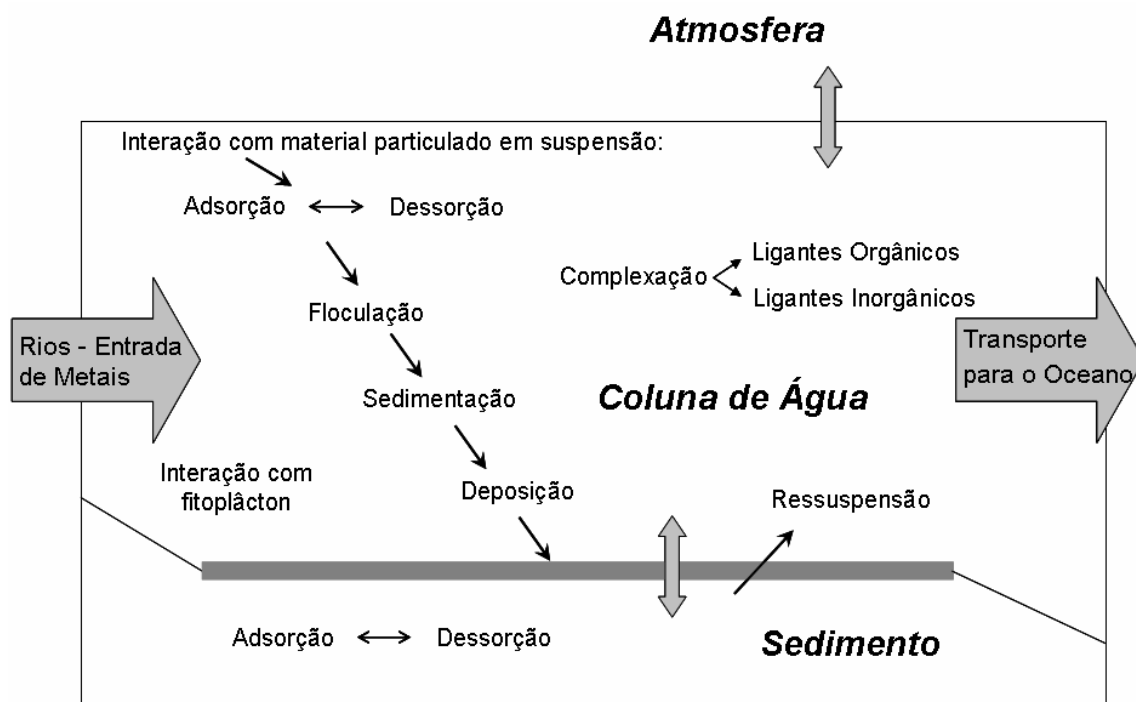 Atmosfera
Interação com material particulado em suspensão:
Adsorção
Dessorção
Ligantes Orgânicos
Complexação
Ligantes Inorgânicos
Floculação
Rios - Entrada
de Metais
Transporte
para o Oceano
Sedimentação
Coluna de Água
Interação com
fitoplâcton
Deposição
Ressuspensão
Adsorção
Dessorção
Sedimento